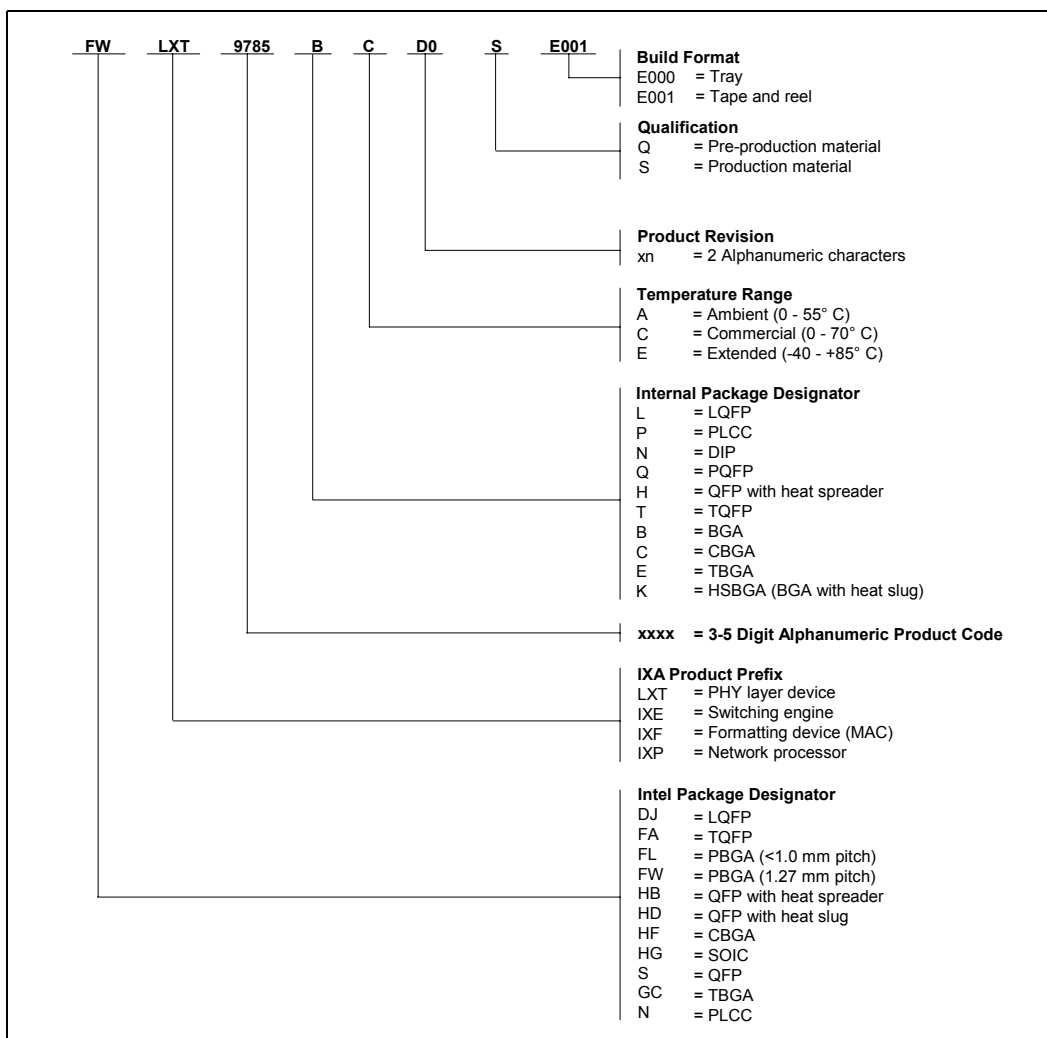 FW LXT 9785 B C D0 S E001
Build Format
E000 = Tray
E001 = Tape and reel
Qualification
Q = Pre-production material
S = Production material
Product Revision
xn = 2 Alphanumeric characters
Temperature Range
A = Ambient (0 - 55° C)
C = Commercial (0 - 70° C)
E = Extended (-40 - +85° C)
Internal Package Designator
L = LQFP
P = PLCC
N = DIP
Q = PQFP
H = QFP with heat spreader
T = TQFP
B = BGA
C = CBGA
E = TBGA
K = HSBGA (BGA with heat slug)
xxxx = 3-5 Digit Alphanumeric Product Code
IXA Product Prefix
LXT = PHY layer device
IXE = Switching engine
IXF = Formatting device (MAC)
IXP = Network processor
Intel Package Designator
DJ = LQFP
FA = TQFP
FL = PBGA (<1.0 mm pitch)
FW = PBGA (1.27 mm pitch)
HB = QFP with heat spreader
HD = QFP with heat slug
HF = CBGA
HG = SOIC
S = QFP
GC = TBGA
N = PLCC